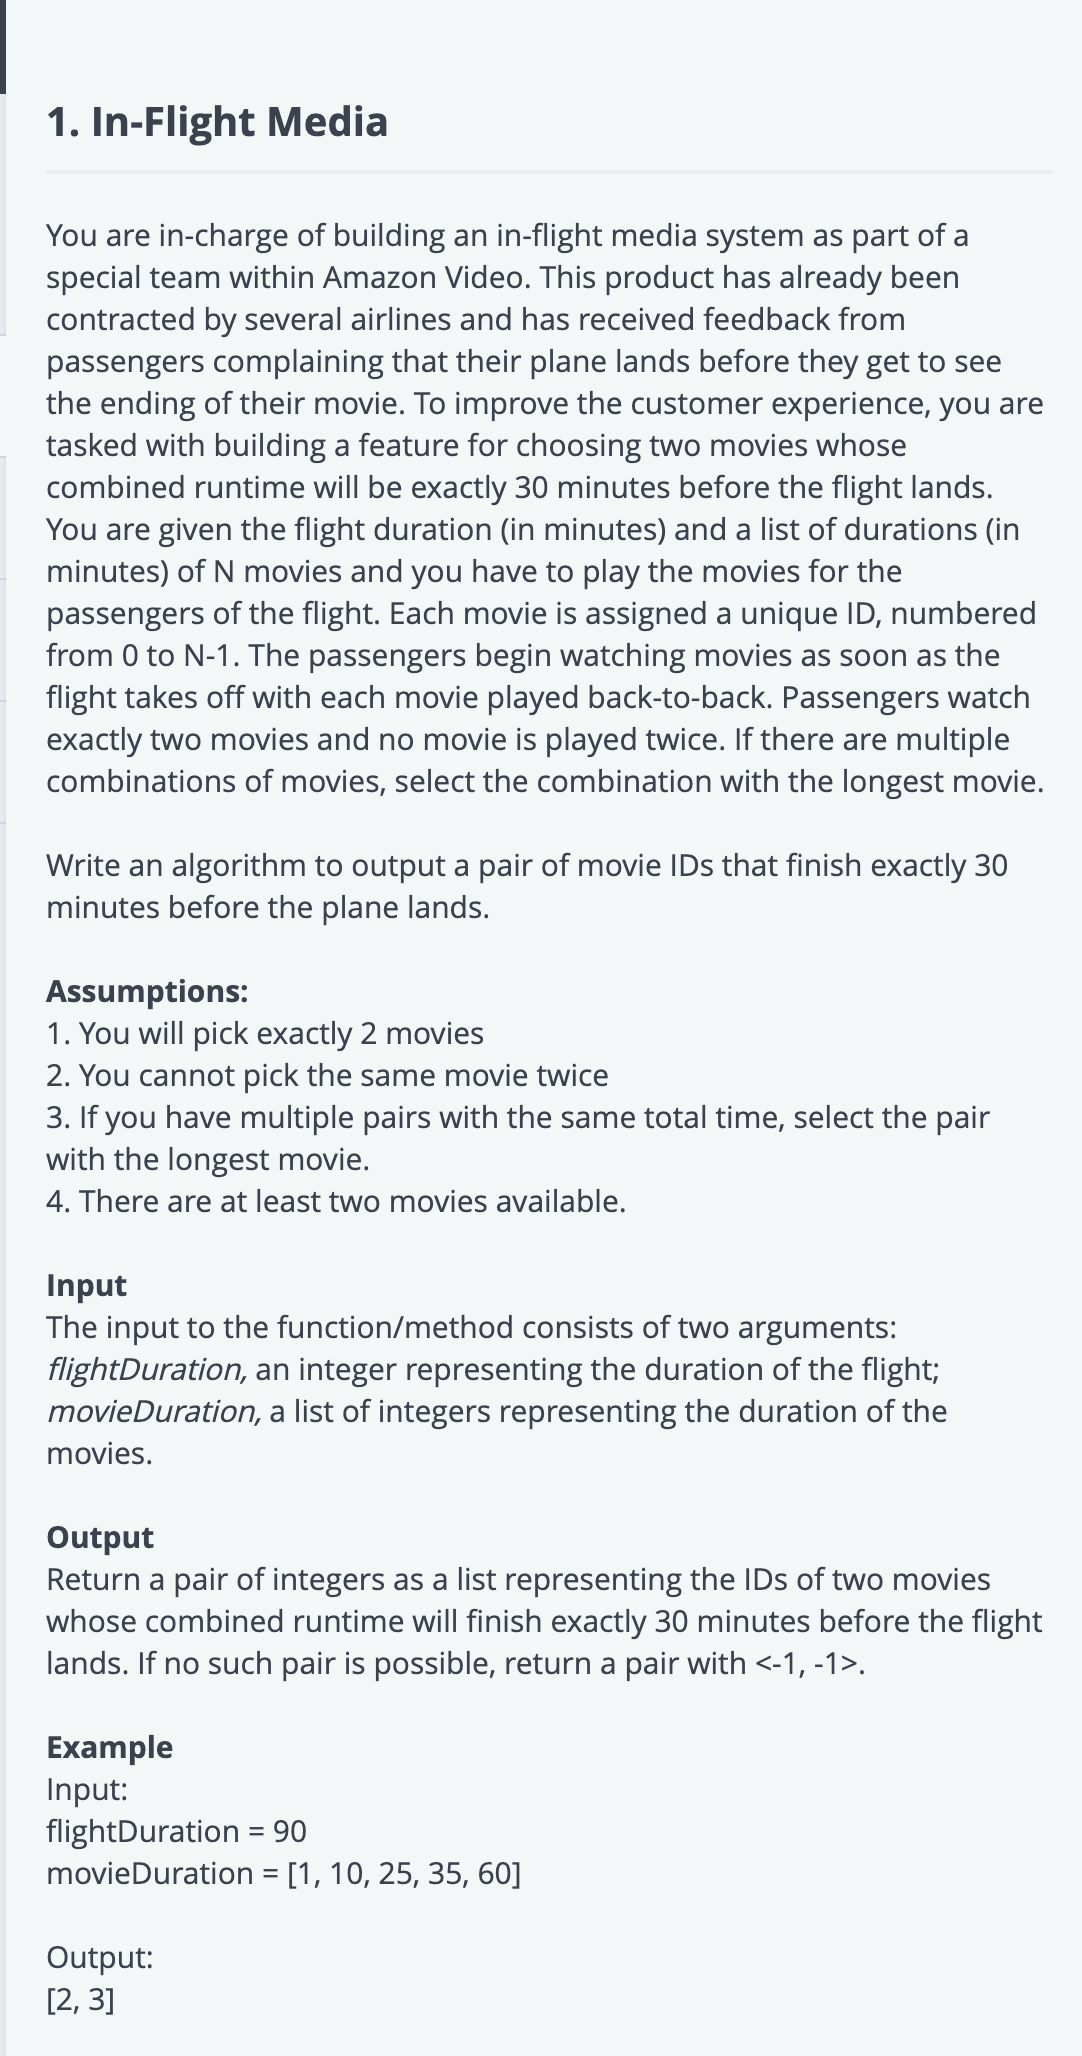 1. In-Flight Media
You are in-charge of building an in-flight media system as part of a
special team within Amazon Video. This product has already been
contracted by several airlines and has received feedback from
passengers complaining that their plane lands before they get to see
the ending of their movie. To improve the customer experience, you are
tasked with building a feature for choosing two movies whose
combined runtime will be exactly 30 minutes before the flight lands.
You are given the flight duration (in minutes) and a list of durations (in
minutes) of N movies and you have to play the movies for the
passengers of the flight. Each movie is assigned a unique ID, numbered
from 0 to N-1. The passengers begin watching movies as soon as the
flight takes off with each movie played back-to-back. Passengers watch
exactly two movies and no movie is played twice. If there are multiple
combinations of movies, select the combination with the longest movie.
Write an algorithm to output a pair of movie IDs that finish exactly 30
minutes before the plane lands.
Assumptions:
1. You will pick exactly 2 movies
2. You cannot pick the same movie twice
3. If you have multiple pairs with the same total time, select the pair
with the longest movie.
4. There are at least two movies available.
Input
The input to the function/method consists of two arguments:
flightDuration, an integer representing the duration of the flight;
movieDuration, a list of integers representing the duration of the
movies.
Output
Return a pair of integers as a list representing the IDs of two movies
whose combined runtime will finish exactly 30 minutes before the flight
lands. If no such pair is possible, return a pair with <-1, -1>.
Example
Input:
flightDuration = 90
movieDuration = [1, 10, 25, 35, 60]
Output:
[2, 3]